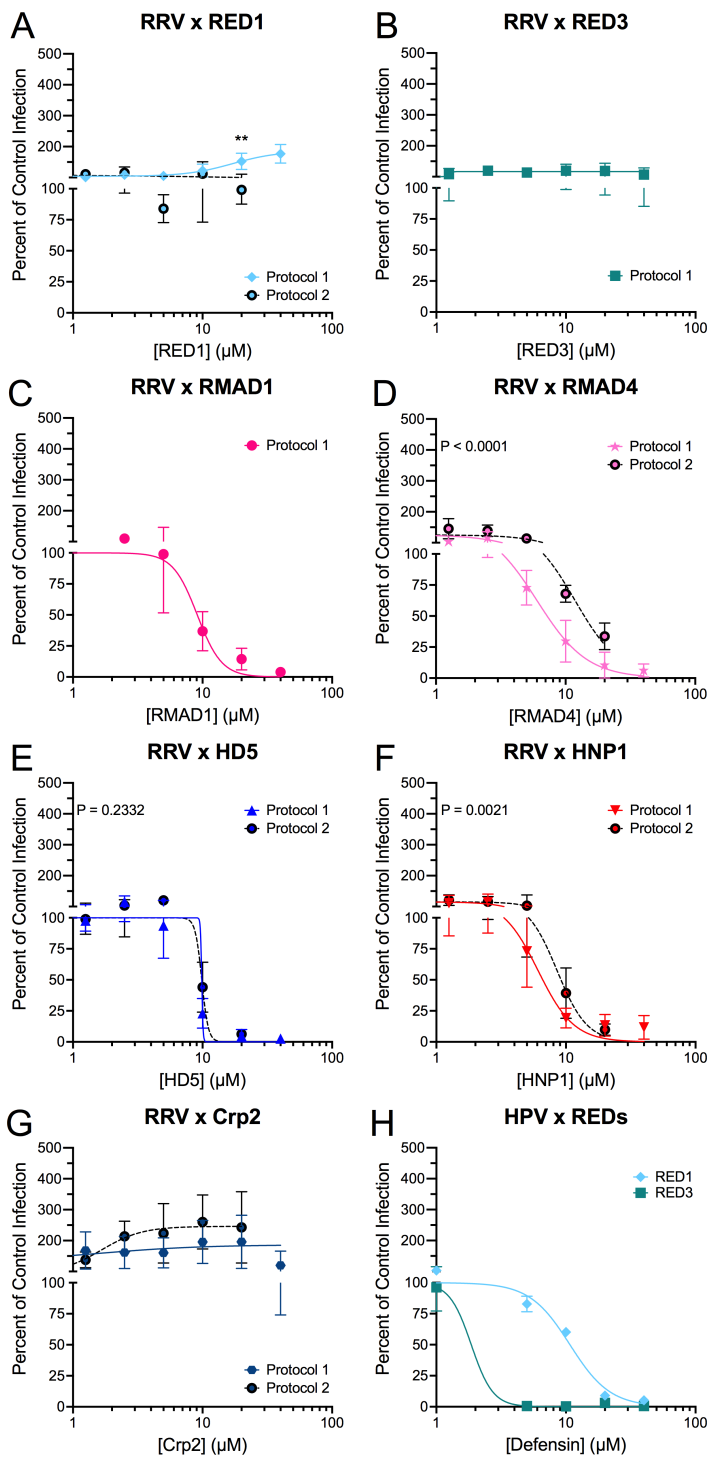 A
RRV x RED1
Percent of Control Infection
500
400
300
200
100
75
50
25
0
**
Protocol 1
Protocol 2
1
10
100
[RED1] (µM)
B
RRV x RED3
Percent of Control Infection
500
400
300
200
100
75
50
25
0
Protocol 1
1
10
100
[RED3] (µM)
C
RRV x RMAD1
Percent of Control Infection
500
400
300
200
100
75
50
25
0
Protocol 1
1
10
100
[RMAD1] (µM)
D
RRV x RMAD4
Percent of Control Infection
500
400
300
200
100
75
50
25
0
P < 0.0001
Protocol 1
Protocol 2
1
10
100
[RMAD4] (µM)
E
RRV x HD5
Percent of Control Infection
500
400
300
200
100
75
50
25
0
P = 0.2332
Protocol 1
Protocol 2
1
10
100
[HD5] (µM)
F
RRV x HNP1
Percent of Control Infection
500
400
300
200
100
75
50
25
0
P = 0.0021
Protocol 1
Protocol 2
1
10
100
[HNP1] (µM)
G
RRV x Crp2
Percent of Control Infection
500
400
300
200
100
75
50
25
0
Protocol 1
Protocol 2
1
10
100
[Crp2] (µM)
H
HPV x REDs
Percent of Control Infection
500
400
300
200
100
75
50
25
0
RED1
RED3
1
10
100
[Defensin] (µM)